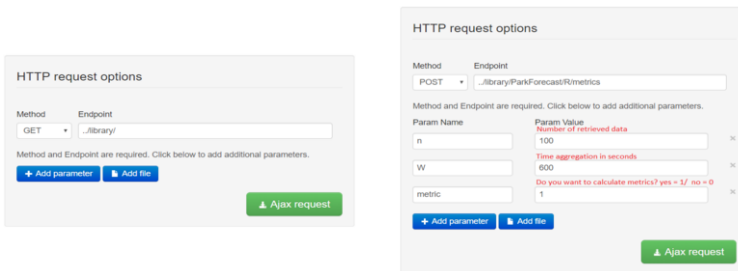 HTTP request options
Method Endpoint
GET ../library/
Method and Endpoint are required. Click below to add additional parameters.
+ Add parameter Add file
Ajax request
HTTP request options
Method Endpoint
POST ../library/ParkForecast/R/metrics
Method and Endpoint are required. Click below to add additional parameters.
Param Name Param Value
Number of retrieved data
n 100 ×
Time aggregation in seconds
W 600 ×
Do you want to calculate metrics? yes = 1/ no = 0
metric 1 ×
+ Add parameter Add file
Ajax request